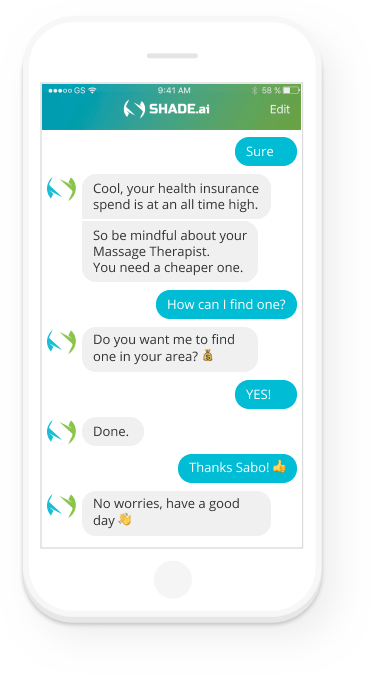 GS 9:41 AM 58 %
SHADE.ai Edit
Sure
Cool, your health insurance
spend is at an all time high.
So be mindful about your
Massage Therapist.
You need a cheaper one.
How can I find one?
Do you want me to find
one in your area? 💰
YES!
Done.
Thanks Sabo! 👍
No worries, have a good
day 👋